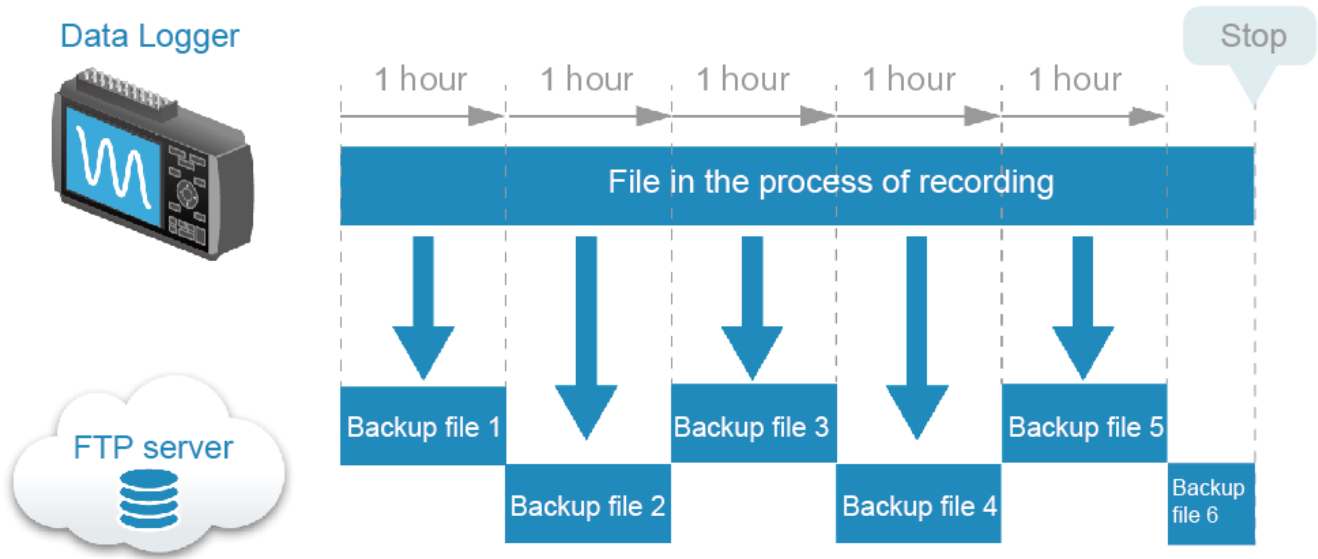 Data Logger
Stop
1 hour
1 hour
1 hour
1 hour
1 hour
File in the process of recording
FTP server
Backup file 1
Backup file 2
Backup file 3
Backup file 4
Backup file 5
Backup
file 6